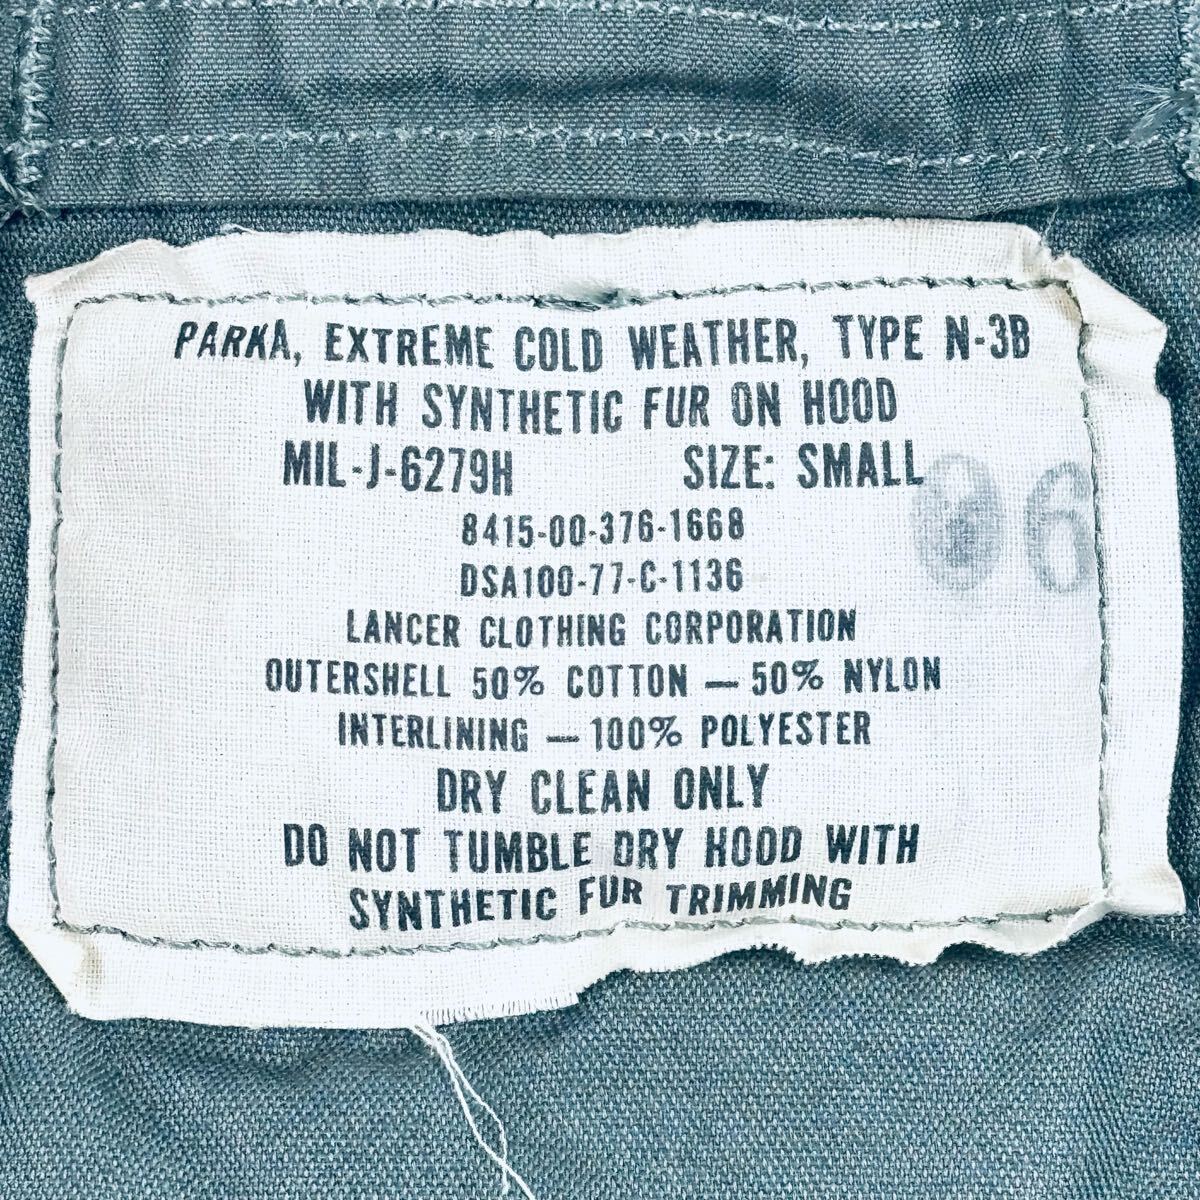 PARKA, EXTREME COLD WEATHER, TYPE N-3B
WITH SYNTHETIC FUR ON HOOD
MIL-J-6279H SIZE: SMALL
8415-00-376-1668
DSA100-77-C-1136
LANCER CLOTHING CORPORATION
OUTERSHELL 50% COTTON — 50% NYLON
INTERLINING — 100% POLYESTER
DRY CLEAN ONLY
DO NOT TUMBLE DRY HOOD WITH
SYNTHETIC FUR TRIMMING